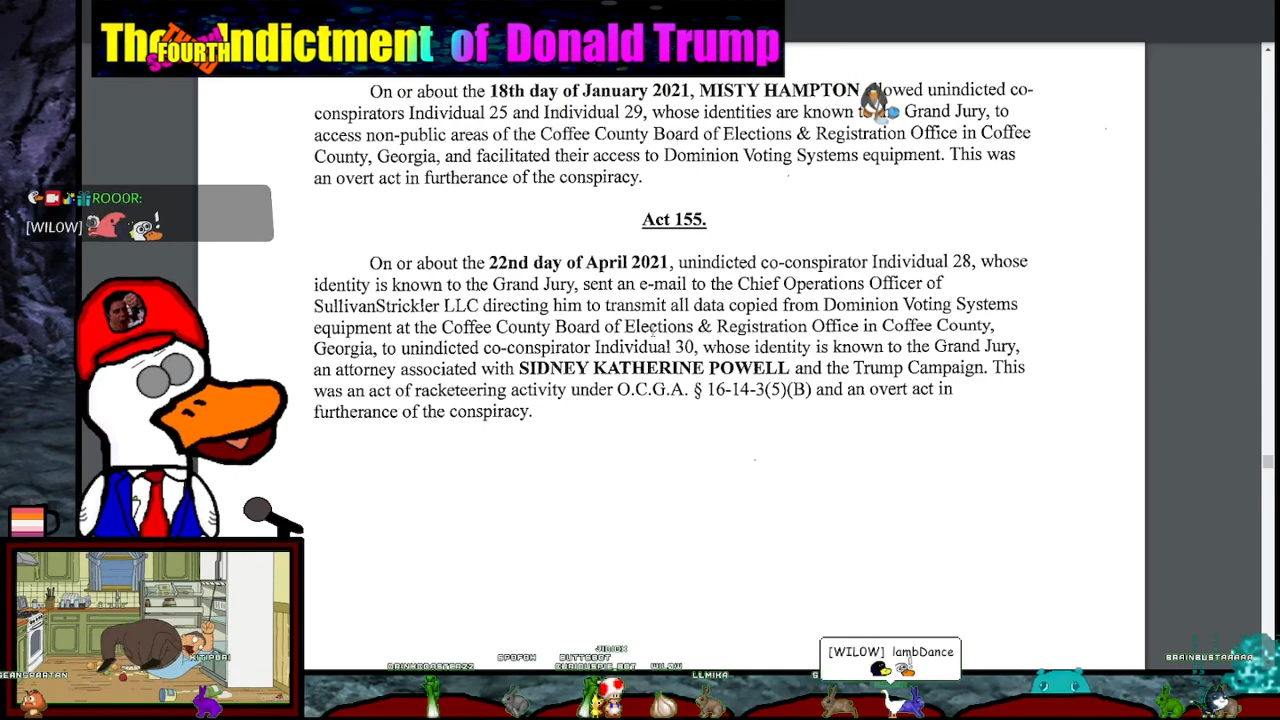 The Indictment of Donald Trump
FOURTH
On or about the 18th day of January 2021, MISTY HAMPTON lowed unindicted co-
conspirators Individual 25 and Individual 29, whose identities are known to the Grand Jury, to
access non-public areas of the Coffee County Board of Elections & Registration Office in Coffee
County, Georgia, and facilitated their access to Dominion Voting Systems equipment. This was
an overt act in furtherance of the conspiracy.
ROOOR:
[WILOW]
Act 155.
On or about the 22nd day of April 2021, unindicted co-conspirator Individual 28, whose
identity is known to the Grand Jury, sent an e-mail to the Chief Operations Officer of
SullivanStrickler LLC directing him to transmit all data copied from Dominion Voting Systems
equipment at the Coffee County Board of Elections & Registration Office in Coffee County,
Georgia, to unindicted co-conspirator Individual 30, whose identity is known to the Grand Jury,
an attorney associated with SIDNEY KATHERINE POWELL and the Trump Campaign. This
was an act of racketeering activity under O.C.G.A. § 16-14-3(5)(B) and an overt act in
furtherance of the conspiracy.
[WILOW] lambDance
SPOFOH
BUTTSBOT
WILOW
LLMIKA
BRAINBUSTAAAAA
SEANSPARTAN